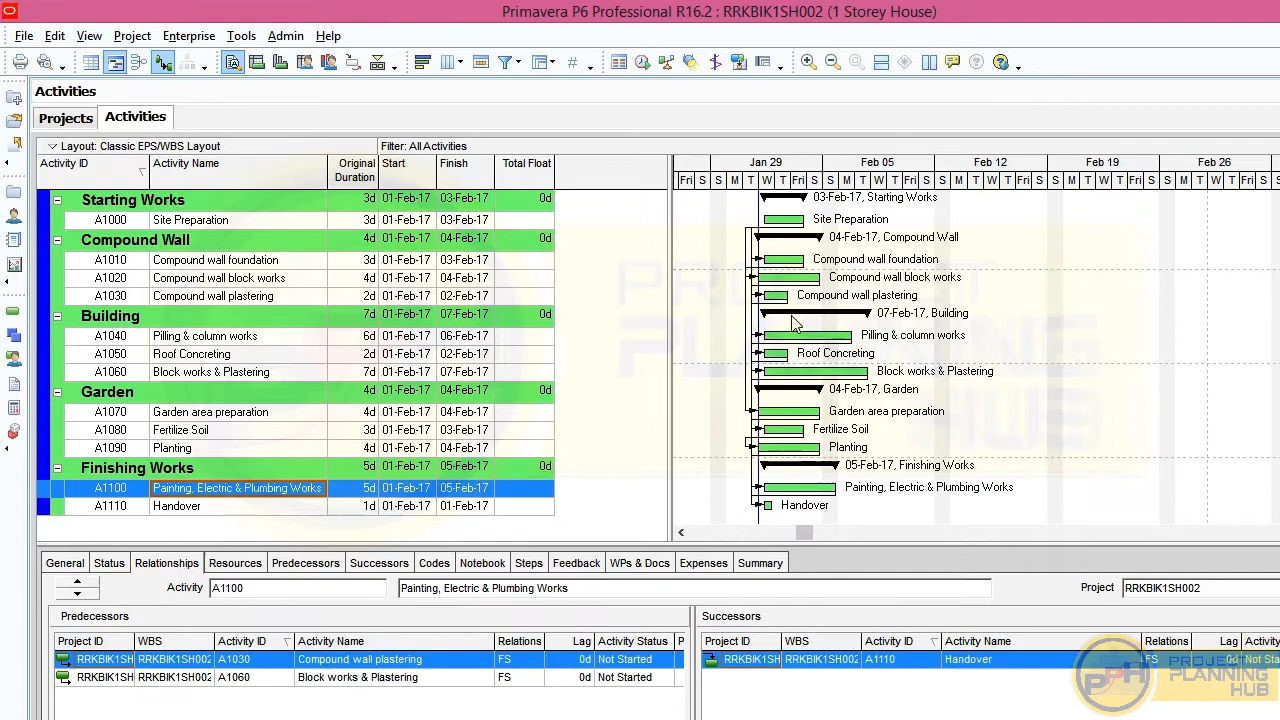 Primavera P6 Professional R16.2 : RRKBIK1SH002 (1 Storey House)
File Edit View Project Enterprise Tools Admin Help
Activities
Projects Activities
Layout: Classic EPS/WBS Layout Filter: All Activities
Activity ID Activity Name Original Duration Start Finish Total Float Jan 29 Feb 05 Feb 12 Feb 19 Feb 26
Fri S S M T W T Fri S S M T W T Fri S S M T W T Fri S S M T W T Fri S S M T W T Fri S
Starting Works 3d 01-Feb-17 03-Feb-17 0d 03-Feb-17, Starting Works
A1000 Site Preparation 3d 01-Feb-17 03-Feb-17 Site Preparation
Compound Wall 4d 01-Feb-17 04-Feb-17 0d 04-Feb-17, Compound Wall
A1010 Compound wall foundation 3d 01-Feb-17 03-Feb-17 Compound wall foundation
A1020 Compound wall block works 4d 01-Feb-17 04-Feb-17 Compound wall block works
A1030 Compound wall plastering 2d 01-Feb-17 02-Feb-17 Compound wall plastering
Building 7d 01-Feb-17 07-Feb-17 0d 07-Feb-17, Building
A1040 Pilling & column works 6d 01-Feb-17 06-Feb-17 Pilling & column works
A1050 Roof Concreting 2d 01-Feb-17 02-Feb-17 Roof Concreting
A1060 Block works & Plastering 7d 01-Feb-17 07-Feb-17 Block works & Plastering
Garden 4d 01-Feb-17 04-Feb-17 0d 04-Feb-17, Garden
A1070 Garden area preparation 4d 01-Feb-17 04-Feb-17 Garden area preparation
A1080 Fertilize Soil 3d 01-Feb-17 03-Feb-17 Fertilize Soil
A1090 Planting 4d 01-Feb-17 04-Feb-17 Planting
Finishing Works 5d 01-Feb-17 05-Feb-17 0d 05-Feb-17, Finishing Works
A1100 Painting, Electric & Plumbing Works 5d 01-Feb-17 05-Feb-17 Painting, Electric & Plumbing Works
A1110 Handover 1d 01-Feb-17 01-Feb-17 Handover
PROJECT
PLANNING
HUB
General Status Relationships Resources Predecessors Successors Codes Notebook Steps Feedback WPs & Docs Expenses Summary
Activity A1100 Painting, Electric & Plumbing Works Project RRKBIK1SH002
Predecessors Successors
Project ID WBS Activity ID Activity Name Relations Lag Activity Status P Project ID WBS Activity ID Activity Name Relations Lag Activity
RRKBIK1SH RRKBIK1SH002 A1030 Compound wall plastering FS 0d Not Started RRKBIK1SH RRKBIK1SH002 A1110 Handover FS 0d Not Started
RRKBIK1SH RRKBIK1SH002 A1060 Block works & Plastering FS 0d Not Started
PPH
PROJECT
PLANNING
HUB